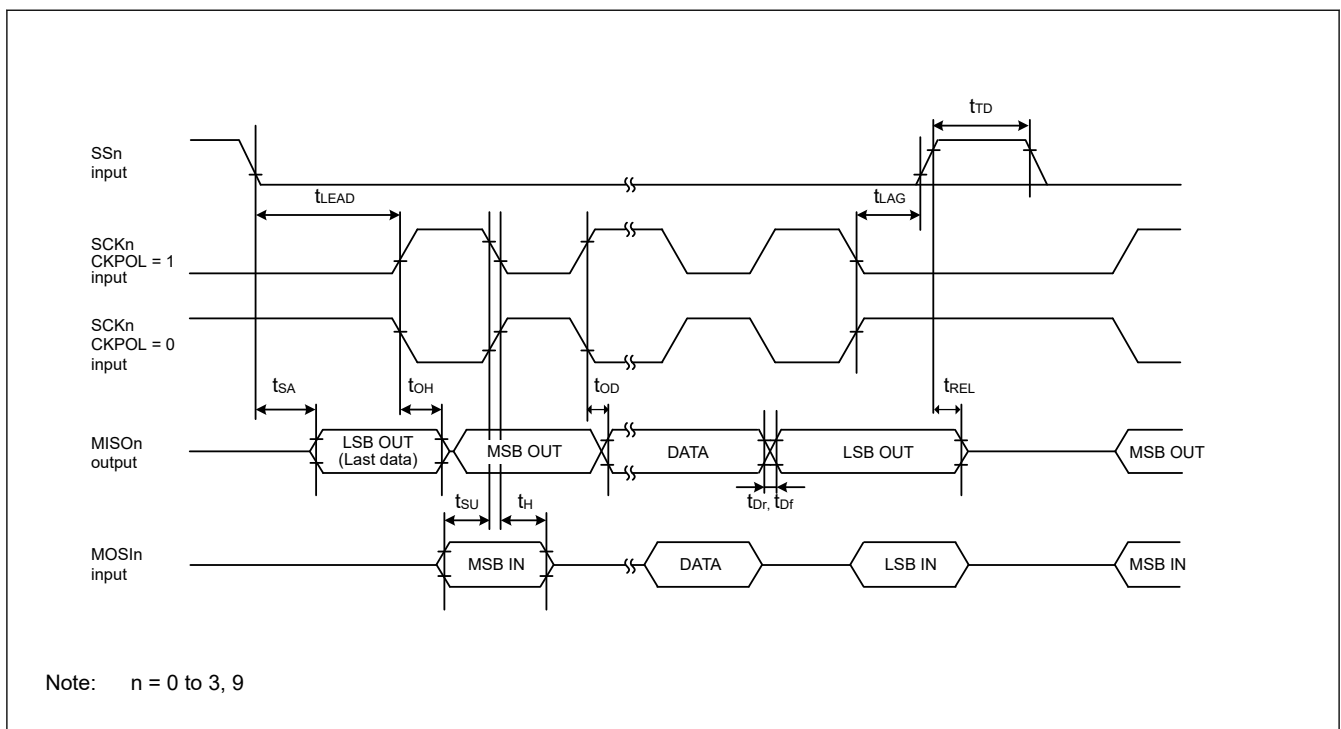 tTD
SSn
input
tLEAD
tLAG
SCKn
CKPOL = 1
input
SCKn
CKPOL = 0
input
tSA
tOH
tOD
tREL
MISOn
output
LSB OUT
(Last data)
MSB OUT
DATA
LSB OUT
MSB OUT
tSU
tH
tDr, tDf
MOSIn
input
MSB IN
DATA
LSB IN
MSB IN
Note: n = 0 to 3, 9